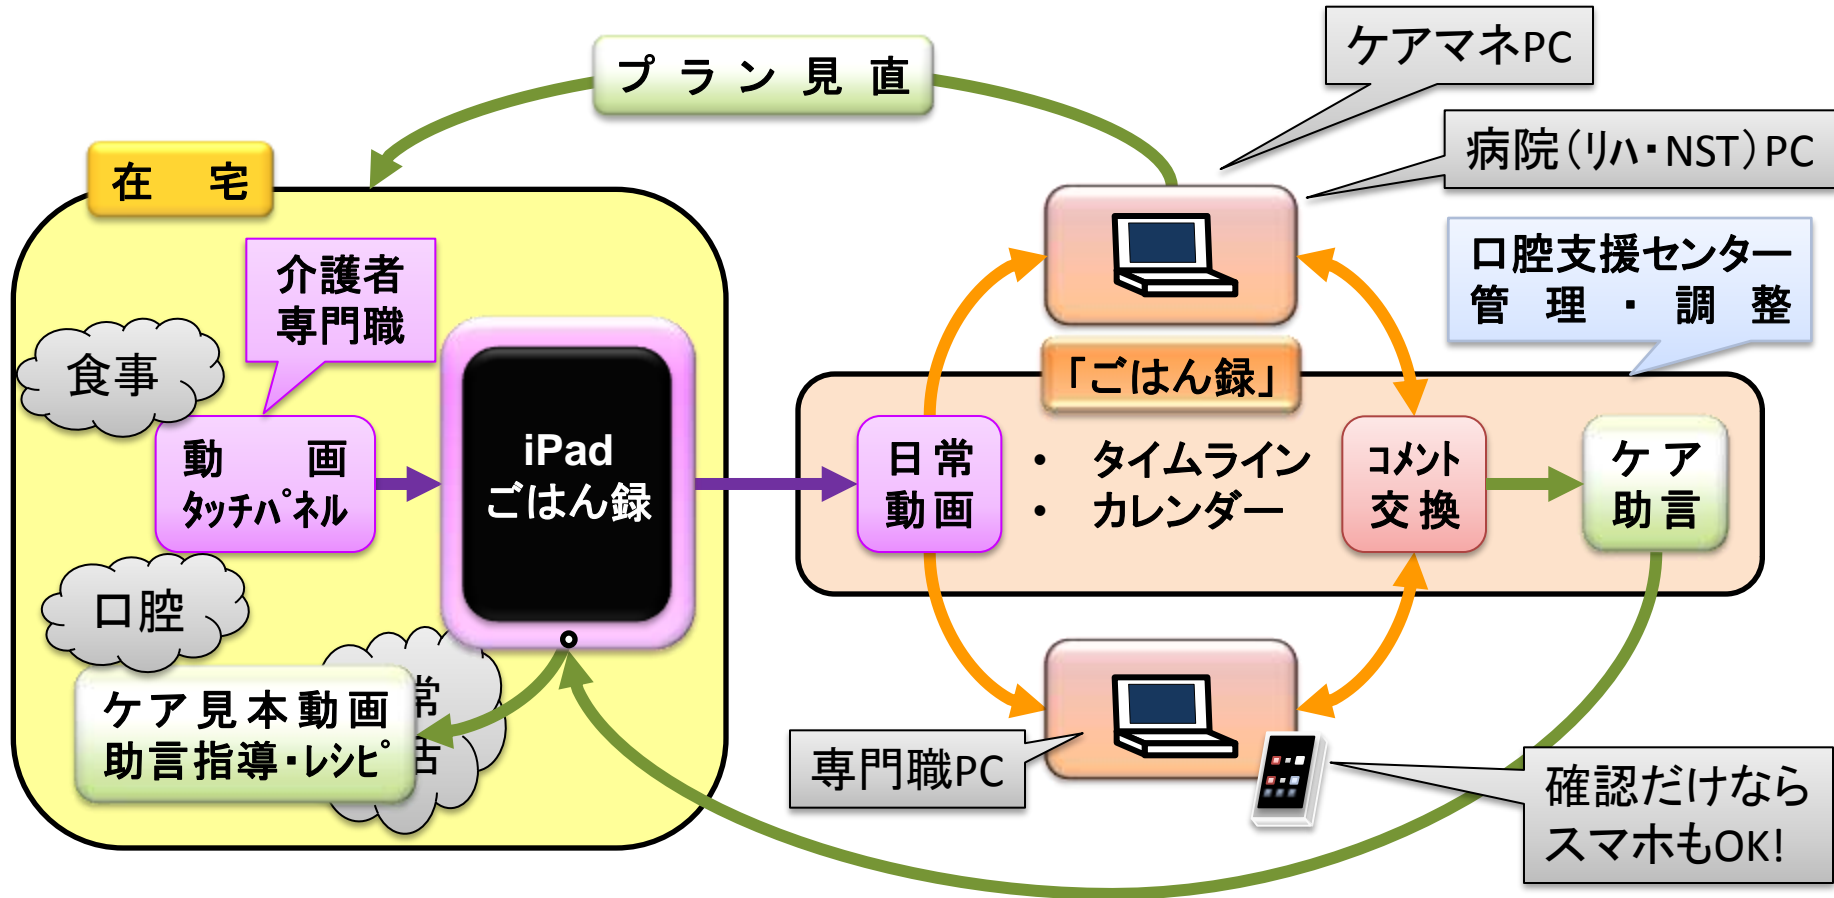 ケアマネPC
プラン見直
病院（リハ・NST）PC
在宅
口腔支援センター
管理・調整
介護者
専門職
食事
「ごはん録」
動画
タッチパネル
iPad
ごはん録
日常
動画
・ タイムライン
・ カレンダー
コメント
交換
ケア
助言
口腔
常
ケア見本動画
助言指導・レシピ
専門職PC
確認だけなら
スマホもOK!